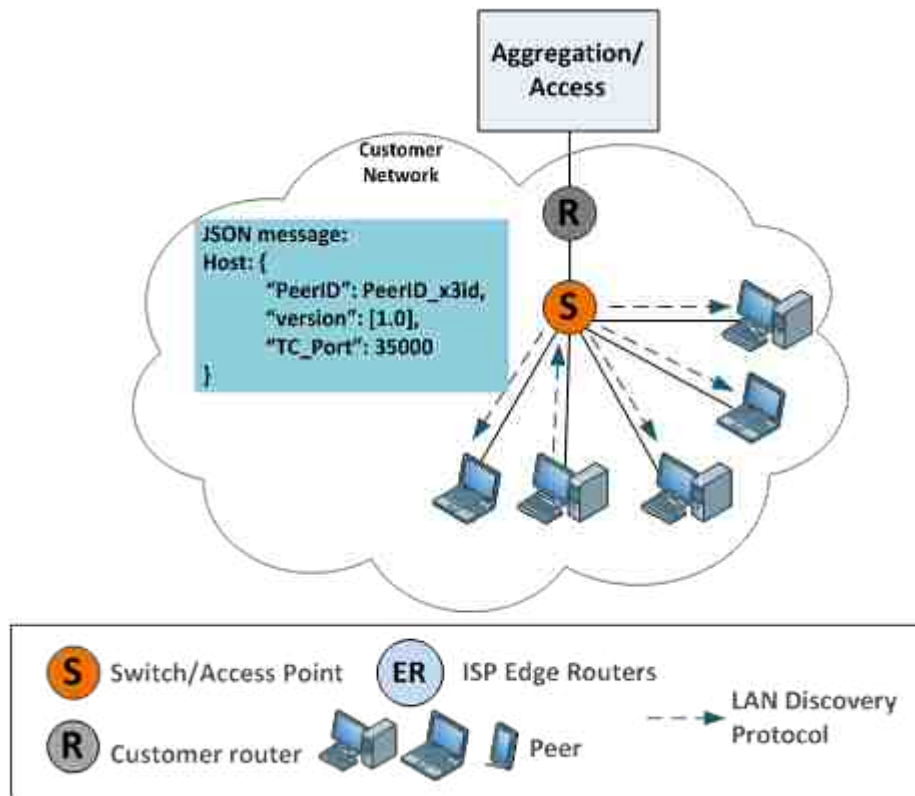 Aggregation/
Access
Customer
Network
R
JSON message:
Host: {
“PeerID”: PeerID_x3id,
“version”: [1.0],
“TC_Port”: 35000
}
S
S Switch/Access Point
ER ISP Edge Routers
LAN Discovery
Protocol
R Customer router
Peer